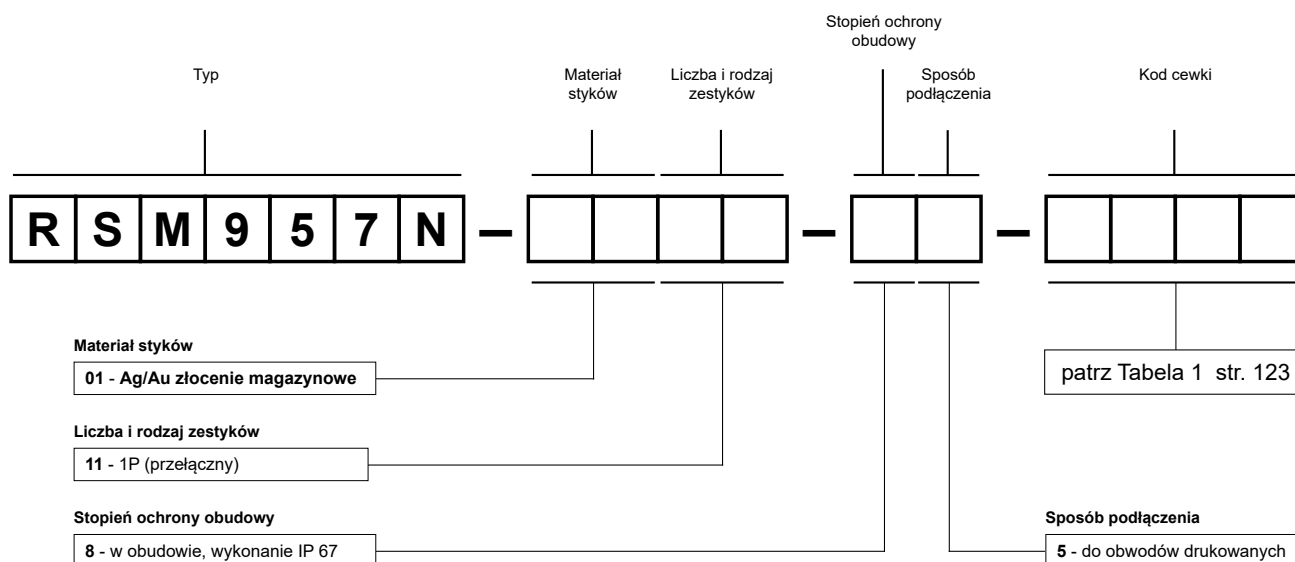 Stopień ochrony
obudowy
Typ
Materiał
styków
Liczba i rodzaj
zestyków
Sposób
podłączenia
Kod cewki
R S M 9 5 7 N – – –
Materiał styków
01 - Ag/Au złocenie magazynowe
patrz Tabela 1 str. 123
Liczba i rodzaj zestyków
11 - 1P (przełączny)
Stopień ochrony obudowy
8 - w obudowie, wykonanie IP 67
Sposób podłączenia
5 - do obwodów drukowanych